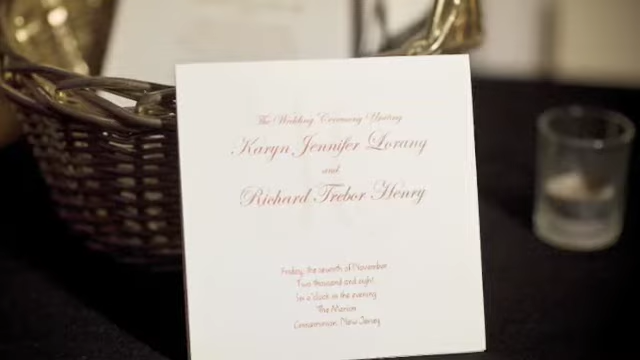 The Wedding Ceremony Uniting
Karyn Jennifer Lorany
and
Richard Trebor Henry
Friday, the seventh of November
Two thousand and eight
Six o'clock in the evening
The Manor
New Jersey